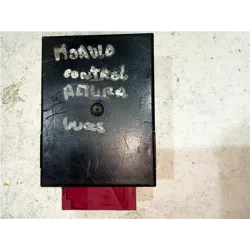 MODULO
CONTROL
ALTURA
LUCES